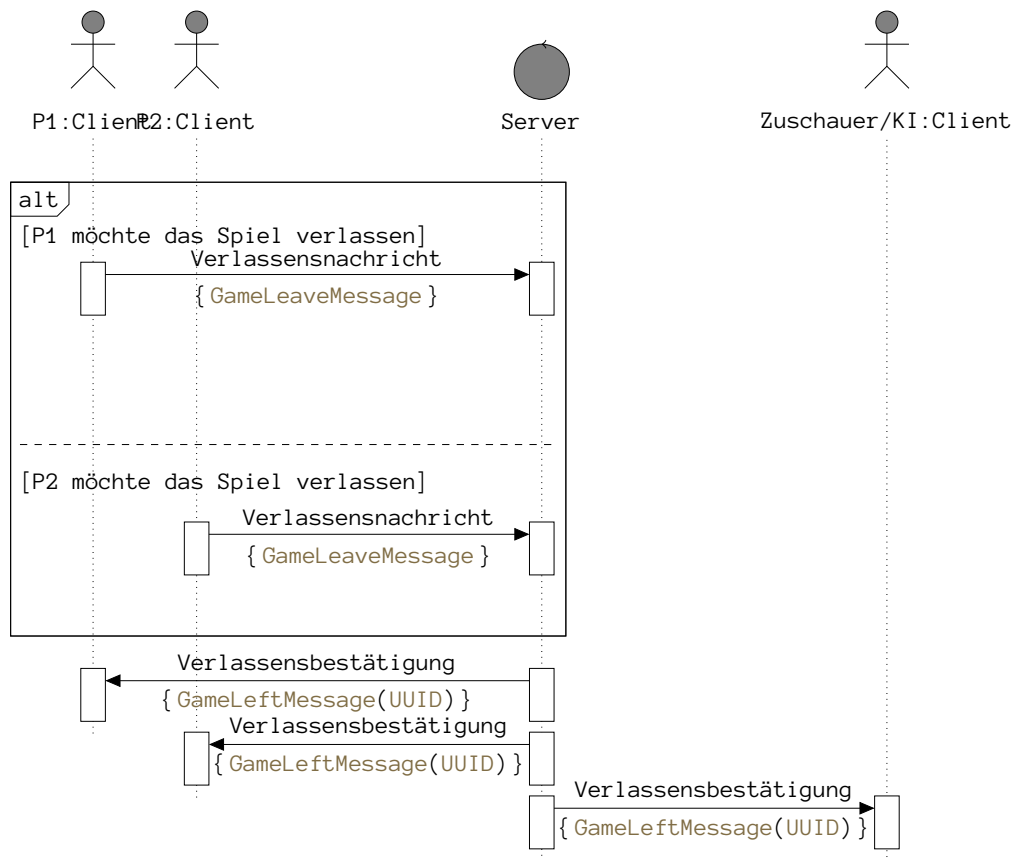 P1:Client
P2:Client
Server
Zuschauer/KI:Client
alt
[P1 möchte das Spiel verlassen]
Verlassensnachricht
{GameLeaveMessage}
[P2 möchte das Spiel verlassen]
Verlassensnachricht
{GameLeaveMessage}
Verlassensbestätigung
{GameLeftMessage(UUID)}
Verlassensbestätigung
{GameLeftMessage(UUID)}
Verlassensbestätigung
{GameLeftMessage(UUID)}